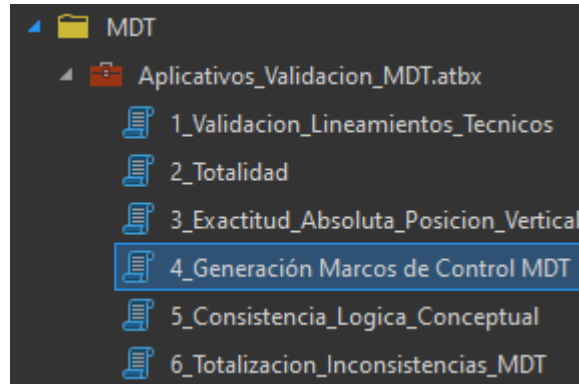 MDT
Aplicativos_Validacion_MDT.atbx
1_Validacion_Lineamientos_Tecnicos
2_Totalidad
3_Exactitud_Absoluta_Posicion_Vertical
4_Generación Marcos de Control MDT
5_Consistencia_Logica_Conceptual
6_Totalizacion_Inconsistencias_MDT